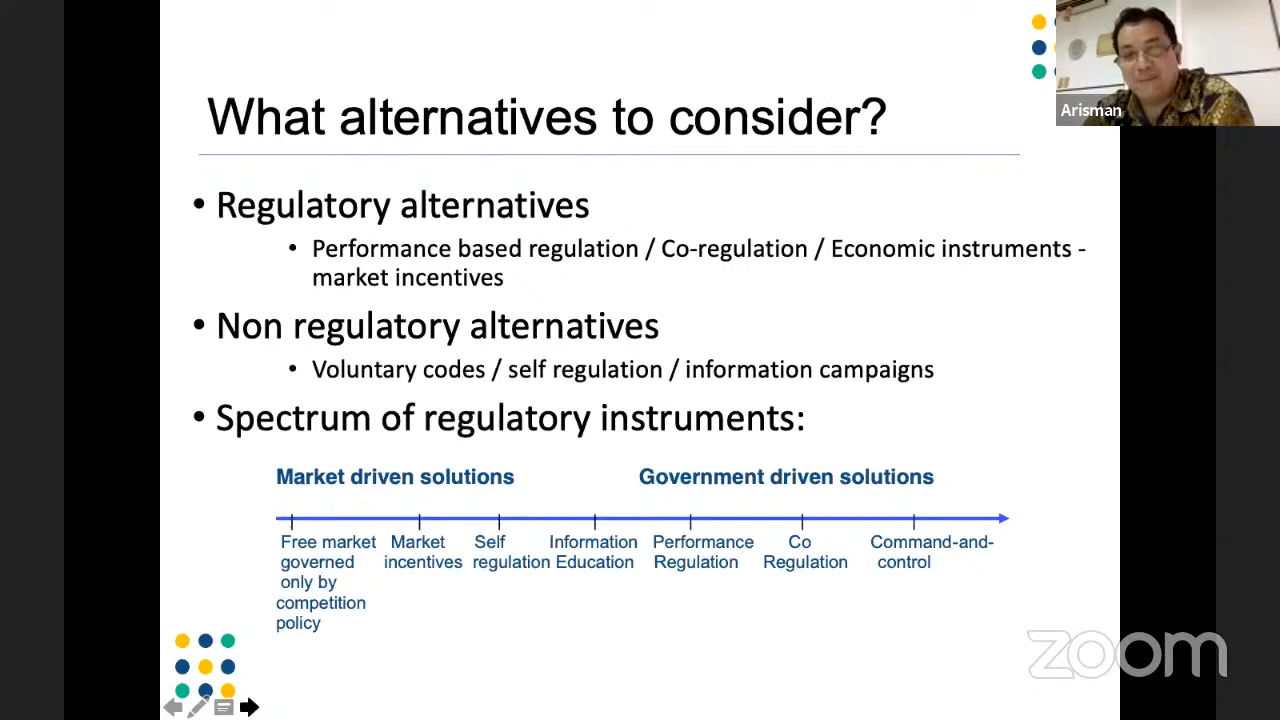 What alternatives to consider?
Arisman
• Regulatory alternatives
• Performance based regulation / Co-regulation / Economic instruments -
market incentives
• Non regulatory alternatives
• Voluntary codes / self regulation / information campaigns
• Spectrum of regulatory instruments:
Market driven solutions
Government driven solutions
Free market
governed
only by
competition
policy
Market
incentives
Self
regulation
Information
Education
Performance
Regulation
Co
Regulation
Command-and-
control
zoom